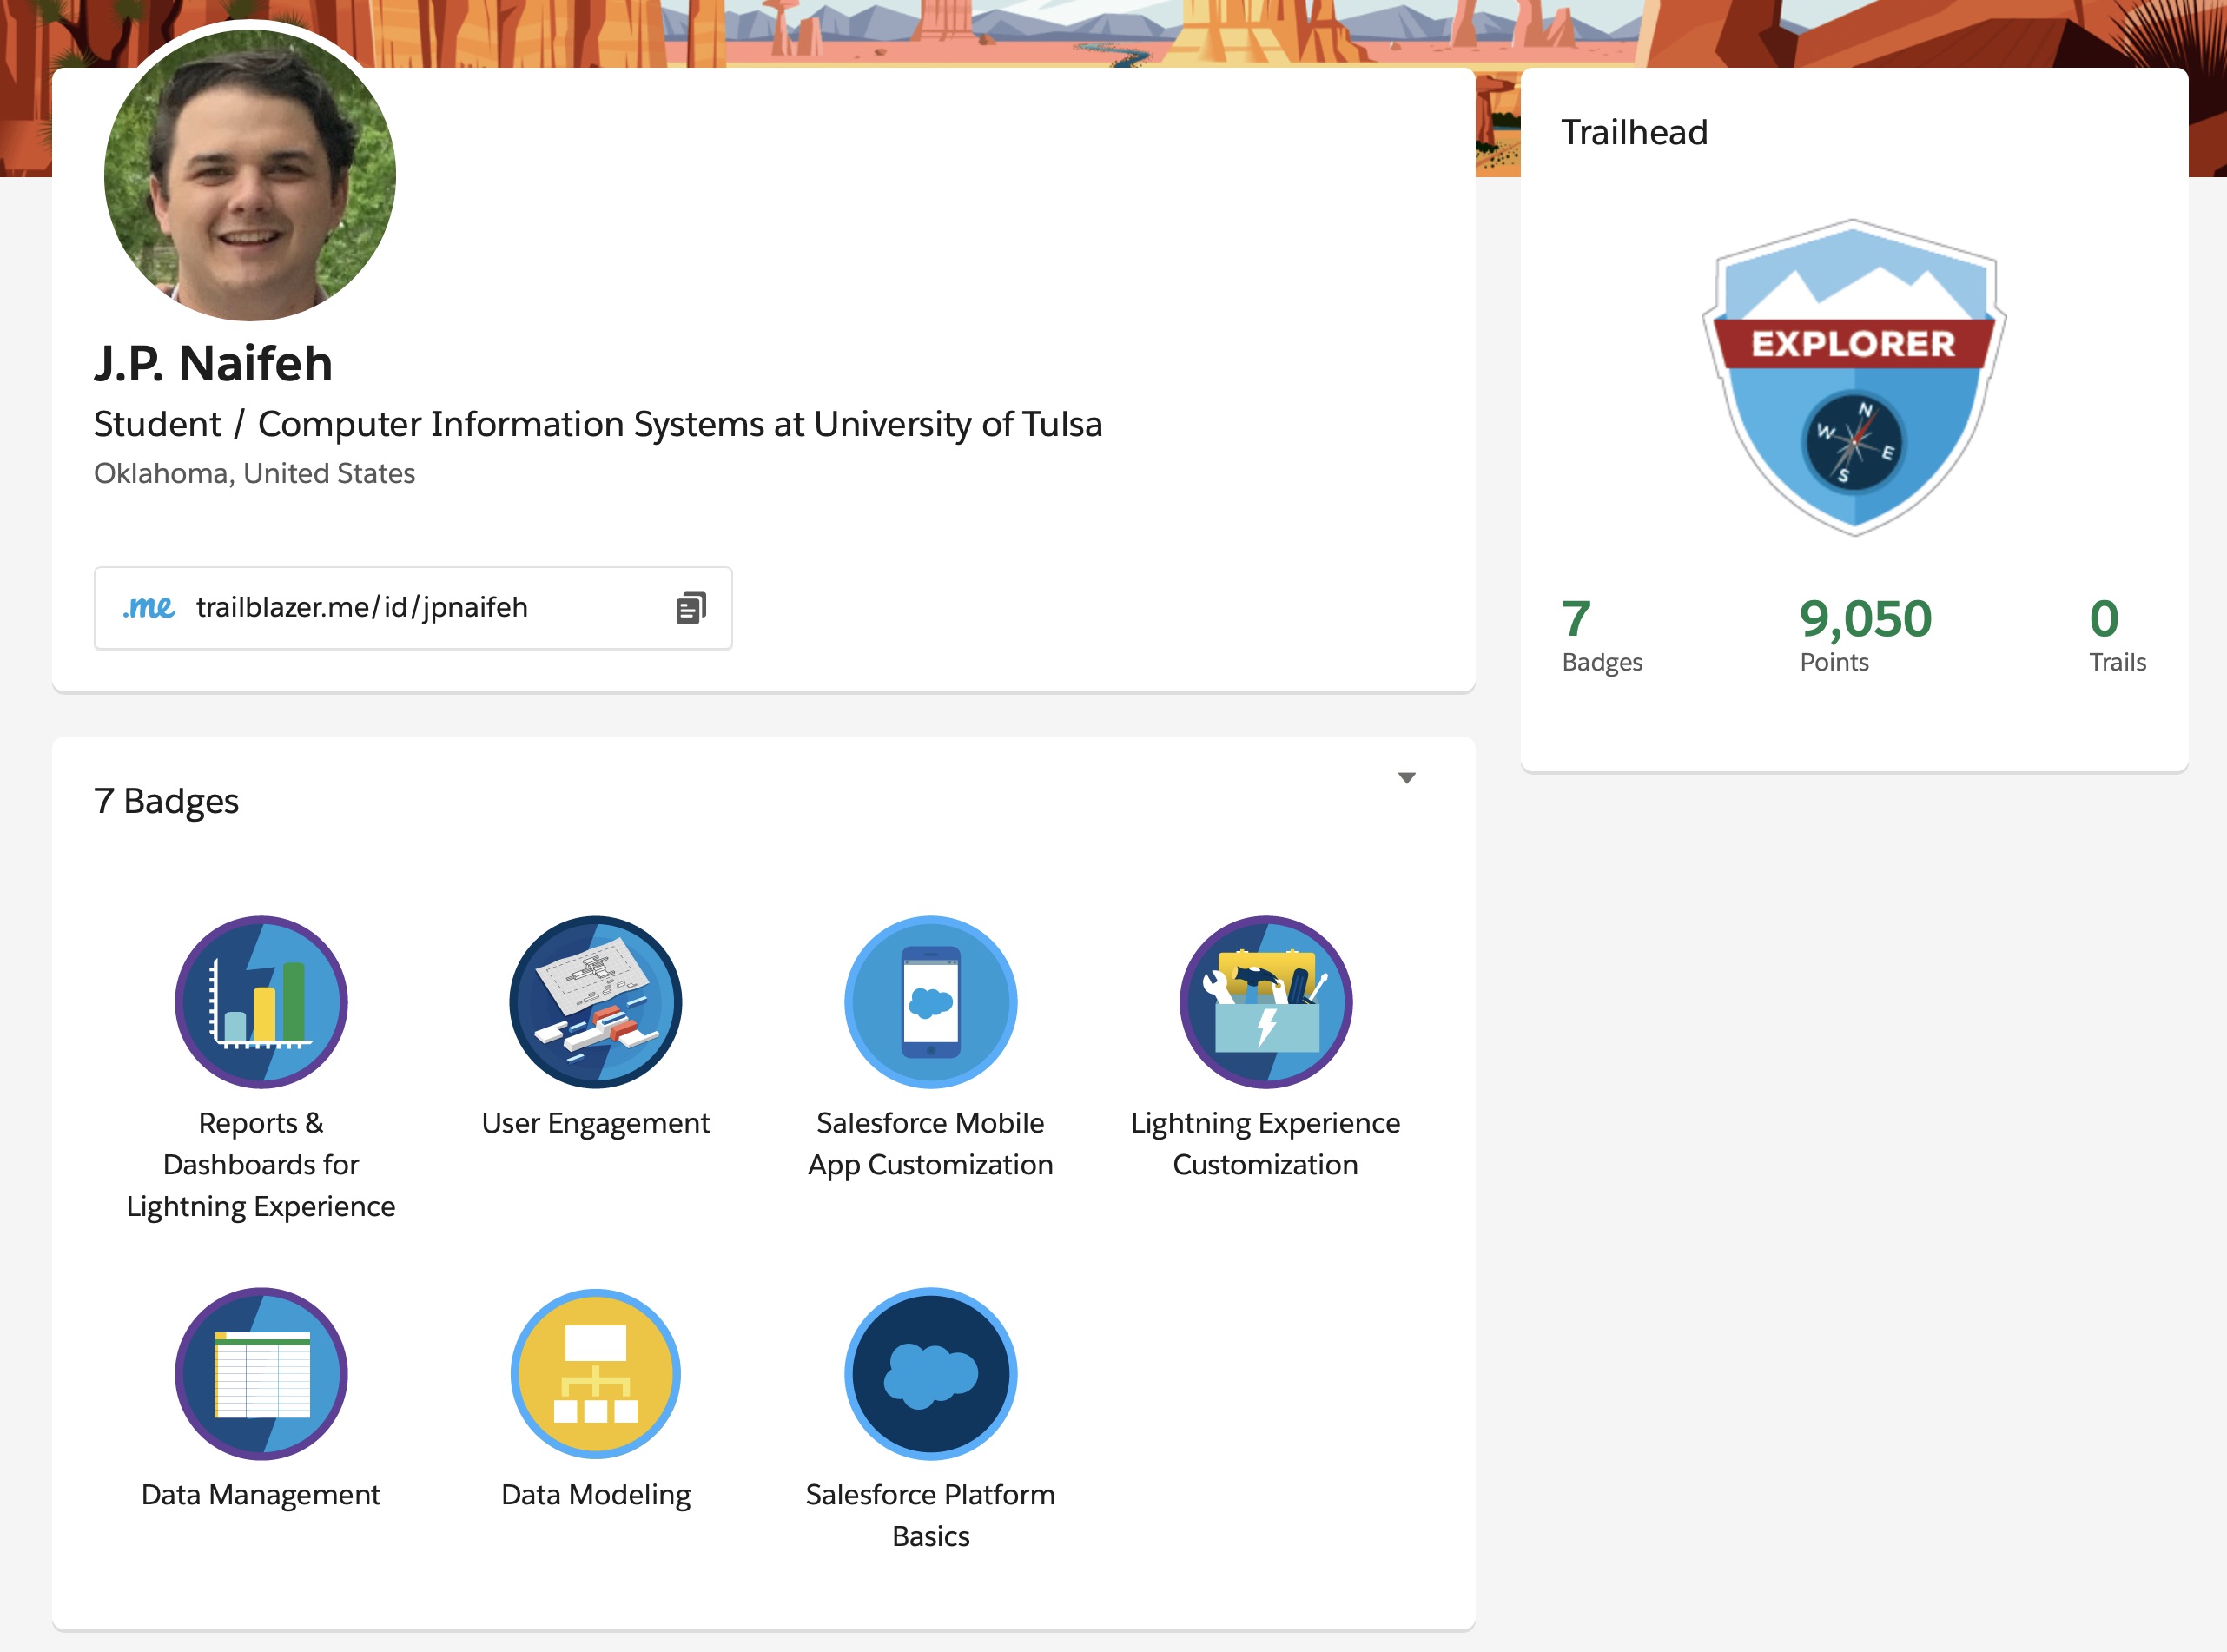 J.P. Naifeh
Student / Computer Information Systems at University of Tulsa
Oklahoma, United States
.me trailblazer.me/id/jpnaifeh
Trailhead
EXPLORER
N
W
E
S
7
Badges
9,050
Points
0
Trails
7 Badges
Reports &
Dashboards for
Lightning Experience
User Engagement
Salesforce Mobile
App Customization
Lightning Experience
Customization
Data Management
Data Modeling
Salesforce Platform
Basics